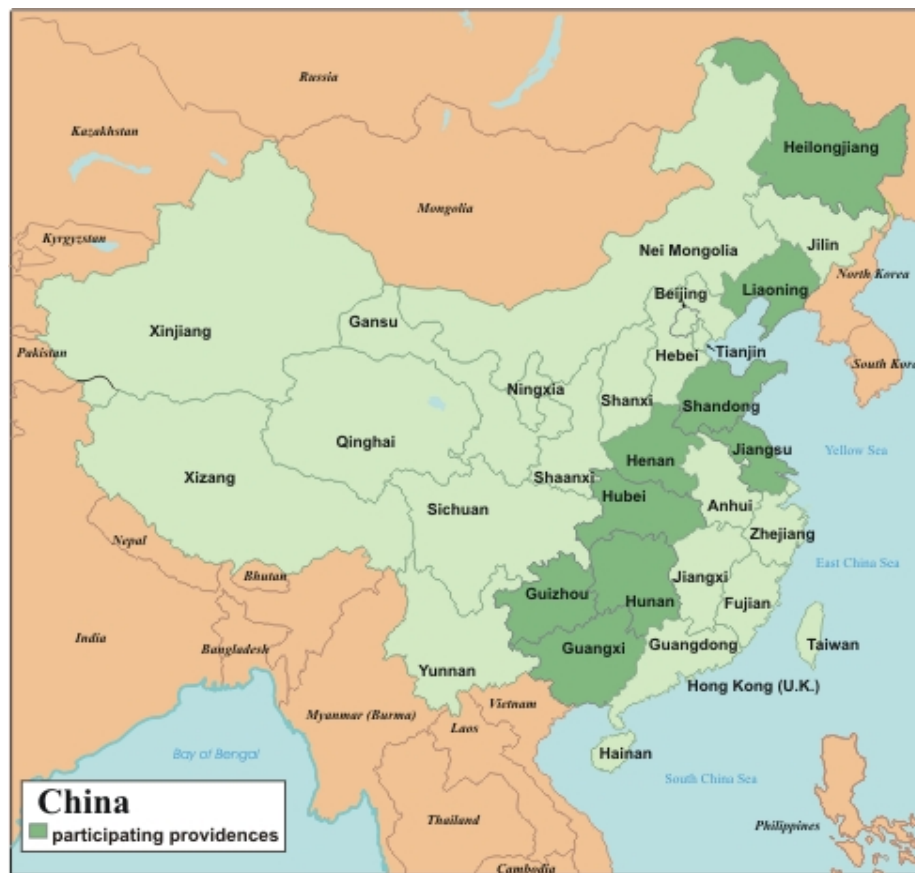 Russia
Kazakhstan
Heilongjiang
Mongolia
Kyrgyzstan
Jilin
Nei Mongolia
North Korea
Beijing
Liaoning
Gansu
Xinjiang
Pakistan
Hebei
Tianjin
South Kore
Ningxia
Shanxi
Shandong
Qinghai
Jiangsu
Yellow Sea
Henan
Xizang
Shaanxi
Hubei
Sichuan
Anhui
Zhejiang
Nepal
East China Sea
Bhutan
Jiangxi
Guizhou
Hunan
Fujian
India
Bangladesh
Guangxi
Guangdong
Taiwan
Yunnan
Hong Kong (U.K.)
Vietnam
Myanmar (Burma)
Laos
Bay of Bengal
Hainan
South China Sea
China
participating providences
Thailand
Philippines
Cambodia